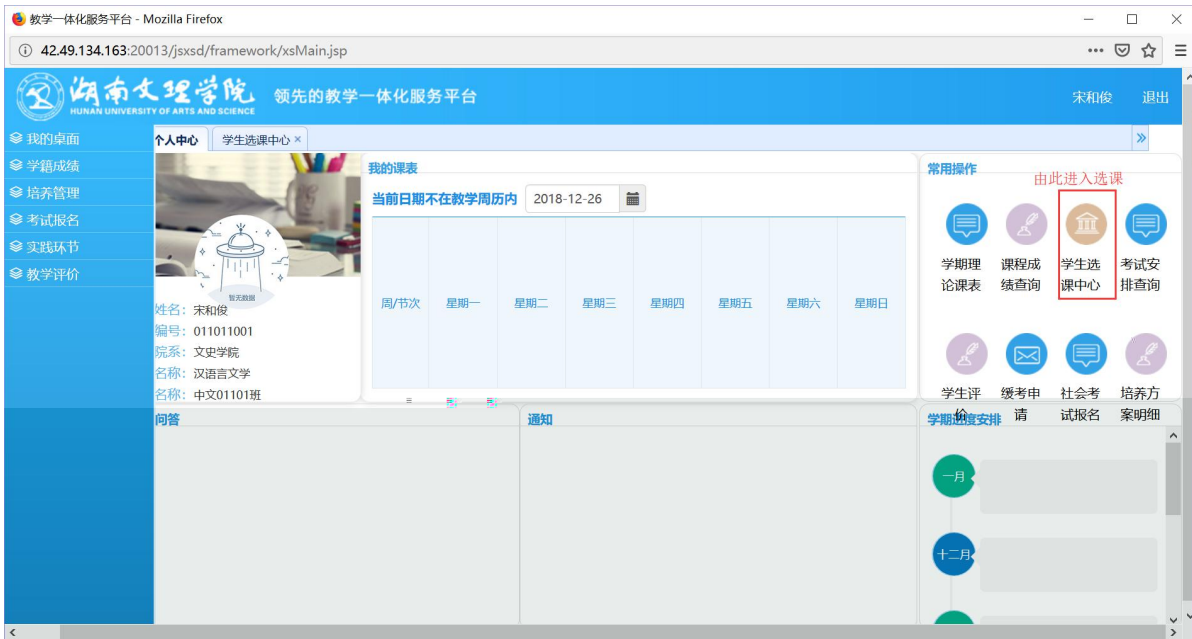 教学一体化服务平台 - Mozilla Firefox
42.49.134.163:20013/jsxsd/framework/xsMain.jsp
湖南文理学院
HUNAN UNIVERSITY OF ARTS AND SCIENCE
领先的教学一体化服务平台
宋和俊 退出
我的桌面
学籍成绩
培养管理
考试报名
实践环节
教学评价
个人中心 学生选课中心 ×
暂无数据
姓名：宋和俊
编号：011011001
院系：文史学院
名称：汉语言文学
名称：中文01101班
我的课表
当前日期不在教学周历内 2018-12-26
周/节次 星期一 星期二 星期三 星期四 星期五 星期六 星期日
常用操作
由此进入选课
学期理论课表
课程成绩查询
学生选课中心
考试安排查询
学生评价
缓考申请
社会考试报名
培养方案明细
问答
通知
学期进度安排
一月
十二月